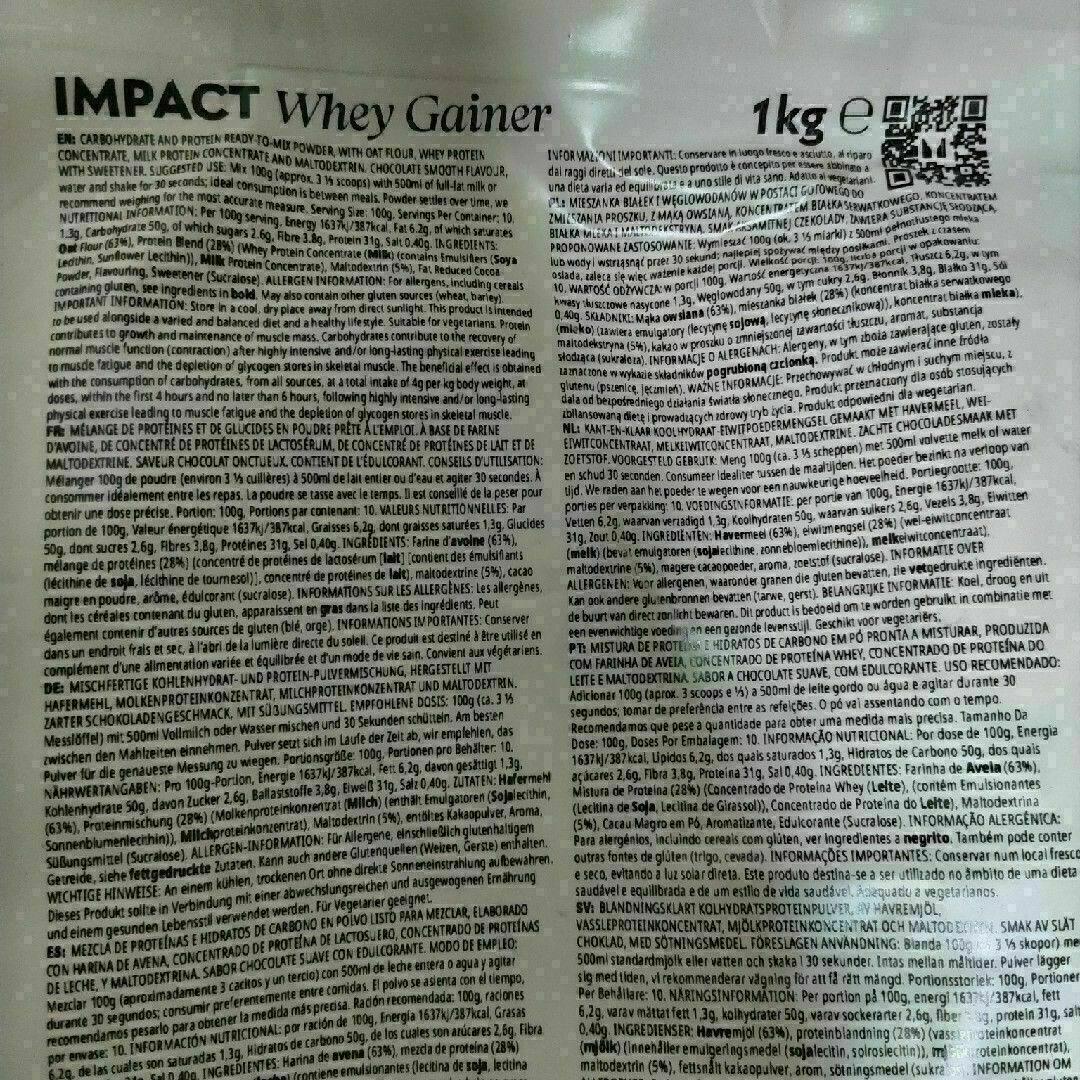 IMPACT Whey Gainer
1kg ℮
EN: CARBOHYDRATE AND PROTEIN READY-TO-MIX POWDER, WITH OAT FLOUR, WHEY PROTEIN
CONCENTRATE, MILK PROTEIN CONCENTRATE AND MALTODEXTRIN. CHOCOLATE SMOOTH FLAVOUR,
WITH SWEETENER. SUGGESTED USE: Mix 100g (approx. 3 ⅓ scoops) with 500ml of full-fat milk or
water and shake for 30 seconds; ideal consumption is between meals. Powder settles over time, we
recommend weighing for the most accurate measure. Serving Size: 100g, Servings Per Container: 10.
NUTRITIONAL INFORMATION: Per 100g serving, Energy 1637kJ/387kcal, Fat 6.2g, of which saturates
1.3g, Carbohydrate 50g, of which sugars 2.6g, Fibre 3.8g, Protein 31g, Salt 0.40g. INGREDIENTS:
Oat Flour (63%), Protein Blend (28%) (Whey Protein Concentrate (Milk) (contains Emulsifiers (Soya
Lecithin, Sunflower Lecithin)), Milk Protein Concentrate), Maltodextrin (5%), Fat Reduced Cocoa
Powder, Flavouring, Sweetener (Sucralose). ALLERGEN INFORMATION: For allergens, including cereals
containing gluten, see ingredients in bold. May also contain other gluten sources (wheat, barley).
IMPORTANT INFORMATION: Store in a cool, dry place away from direct sunlight. This product is intended
to be used alongside a varied and balanced diet and a healthy lifestyle. Suitable for vegetarians. Protein
contributes to growth and maintenance of muscle mass. Carbohydrates contribute to the recovery of
normal muscle function (contraction) after highly intensive and/or long-lasting physical exercise leading
to muscle fatigue and the depletion of glycogen stores in skeletal muscle. The beneficial effect is obtained
with the consumption of carbohydrates, from all sources, at a total intake of 4g per kg body weight, at
doses, within the first 4 hours and no later than 6 hours, following highly intensive and/or long-lasting
physical exercise leading to muscle fatigue and the depletion of glycogen stores in skeletal muscle.
FR: MÉLANGE DE PROTÉINES ET DE GLUCIDES EN POUDRE PRÊTE À L'EMPLOI. À BASE DE FARINE
D'AVOINE, DE CONCENTRÉ DE PROTÉINES DE LACTOSÉRUM, DE CONCENTRÉ DE PROTÉINES DE LAIT ET DE
MALTODEXTRINE. SAVEUR CHOCOLAT ONCTUEUX. CONTIENT DE L'ÉDULCORANT. CONSEILS D'UTILISATION:
Mélanger 100g de poudre (environ 3 ⅓ cuillères) à 500ml de lait entier ou d'eau et agiter 30 secondes. À
consommer idéalement entre les repas. La poudre se tasse avec le temps. Il est conseillé de la peser pour
obtenir une dose précise. Portion: 100g, Portions par contenant: 10. VALEURS NUTRITIONNELLES: Par
portion de 100g, Valeur énergétique 1637kj/387kcal, Graisses 6,2g, dont graisses saturées 1,3g, Glucides
50g, dont sucres 2,6g, Fibres 3,8g, Protéines 31g, Sel 0,40g. INGRÉDIENTS: Farine d'avoine (63%),
mélange de protéines (28%) [concentré de protéines de lactosérum [lait] [contient des émulsifiants
(lécithine de soja, lécithine de tournesol)], concentré de protéines de lait), maltodextrine (5%), cacao
maigre en poudre, arôme, édulcorant (sucralose). INFORMATIONS SUR LES ALLERGÈNES: Les allergènes,
dont les céréales contenant du gluten, apparaissent en gras dans la liste des ingrédients. Peut
également contenir d'autres sources de gluten (blé, orge). INFORMATIONS IMPORTANTES: Conserver
dans un endroit frais et sec, à l'abri de la lumière directe du soleil. Ce produit est destiné à être utilisé en
complément d'une alimentation variée et équilibrée et d'un mode de vie sain. Convient aux végétariens.
DE: MISCHFERTIGE KOHLENHYDRAT- UND PROTEIN-PULVERMISCHUNG, HERGESTELLT MIT
HAFERMEHL, MOLKENPROTEINKONZENTRAT, MILCHPROTEINKONZENTRAT UND MALTODEXTRIN.
ZARTER SCHOKOLADENGESCHMACK, MIT SÜßUNGSMITTEL. EMPFOHLENE DOSIS: 100g (ca. 3 ⅓
Messlöffel) mit 500ml Vollmilch oder Wasser mischen und 30 Sekunden schütteln. Am besten
zwischen den Mahlzeiten einnehmen. Pulver setzt sich im Laufe der Zeit ab, wir empfehlen, das
Pulver für die genaueste Messung zu wiegen. Portionsgröße: 100g, Portionen pro Behälter: 10.
NÄHRWERTANGABEN: Pro 100g-Portion, Energie 1637kJ/387kcal, Fett 6,2g, davon gesättigt 1,3g,
Kohlenhydrate 50g, davon Zucker 2,6g, Ballaststoffe 3,8g, Eiweiß 31g, Salz 0,40g. ZUTATEN: Hafermehl
(63%), Proteinmischung (28%) (Molkenproteinkonzentrat (Milch) (enthält Emulgatoren (Sojalecithin,
Sonnenblumenlecithin)), Milchproteinkonzentrat), Maltodextrin (5%), entöltes Kakaopulver, Aroma,
Süßungsmittel (Sucralose). ALLERGEN-INFORMATION: Für Allergene, einschließlich glutenhaltigem
Getreide, siehe fettgedruckte Zutaten. Kann auch andere Glutenquellen (Weizen, Gerste) enthalten.
WICHTIGE HINWEISE: An einem kühlen, trockenen Ort ohne direkte Sonneneinstrahlung aufbewahren.
Dieses Produkt sollte in Verbindung mit einer abwechslungsreichen und ausgewogenen Ernährung
und einem gesunden Lebensstil verwendet werden. Für Vegetarier geeignet.
ES: MEZCLA DE PROTEÍNAS E HIDRATOS DE CARBONO EN POLVO LISTO PARA MEZCLAR, ELABORADO
CON HARINA DE AVENA, CONCENTRADO DE PROTEÍNA DE LACTOSUERO, CONCENTRADO DE PROTEÍNAS
DE LECHE, Y MALTODEXTRINA. SABOR CHOCOLATE SUAVE CON EDULCORANTE. MODO DE EMPLEO:
Mezclar 100g (aproximadamente 3 cacitos y un tercio) con 500ml de leche entera o agua y agitar
durante 30 segundos; consumir preferentemente entre comidas. El polvo se asienta con el tiempo,
recomendamos pesarlo para obtener la medida más precisa. Ración recomendada: 100g, raciones
por envase: 10. INFORMACIÓN NUTRICIONAL: por ración de 100g, Energía 1637kJ/387kcal, Grasas
6,2g, de las cuales son saturadas 1,3g, Hidratos de carbono 50g, de los cuales son azúcares 2,6g, Fibra
3,8g, Sal 0,40g. INGREDIENTES: Harina de avena (63%), mezcla de proteína (28%)
(contiene emulsionantes (lecitina de soja, lecitina
INFORMAZIONI IMPORTANTI: Conservare in luogo fresco e asciutto, al riparo
dai raggi diretti del sole. Questo prodotto è concepito per essere abbinato a
una dieta varia ed equilibrata e a uno stile di vita sano. Adatto ai vegetariani.
PL: MIESZANKA BIAŁEK I WĘGLOWODANÓW W POSTACI GOTOWEGO DO
ZMIESZANIA PROSZKU, Z MĄKĄ OWSIANĄ, KONCENTRATEM BIAŁKA SERWATKOWEGO, KONCENTRATEM
BIAŁKA MLEKA I MALTODEKSTRYNĄ, SMAK AKSAMITNEJ CZEKOLADY. ZAWIERA SUBSTANCJĘ SŁODZĄCĄ.
PROPONOWANE ZASTOSOWANIE: Wymieszać 100g (ok. 3 ⅓ miarki) z 500ml pełnotłustego mleka
lub wody i wstrząsnąć przez 30 sekund; najlepiej spożywać między posiłkami. Proszek z czasem
osiada, zaleca się więc ważenie każdej porcji. Wielkość porcji: 100g, liczba porcji w opakowaniu:
10. WARTOŚĆ ODŻYWCZA: w porcji 100g, Wartość energetyczna 1637kJ/387kcal, Tłuszcz 6,2g, w tym
kwasy tłuszczowe nasycone 1,3g, Węglowodany 50g, w tym cukry 2,6g, Błonnik 3,8g, Białko 31g, Sól
0,40g. SKŁADNIKI: Mąka owsiana (63%), mieszanka białek (28%) (koncentrat białka serwatkowego
(mleko) (zawiera emulgatory (lecytynę sojową, lecytynę słonecznikową)), koncentrat białka mleka),
maltodekstryna (5%), kakao w proszku o zmniejszonej zawartości tłuszczu, aromat, substancja
słodząca (sukraloza). INFORMACJE O ALERGENACH: Alergeny, w tym zboża zawierające gluten, zostały
zaznaczone w wykazie składników pogrubioną czcionką. Produkt może zawierać inne źródła
glutenu (pszenicę, jęczmień). WAŻNE INFORMACJE: Przechowywać w chłodnym i suchym miejscu, z
dala od bezpośredniego działania światła słonecznego. Produkt przeznaczony dla osób stosujących
zbilansowaną dietę i prowadzących zdrowy tryb życia. Produkt odpowiedni dla wegetarian.
NL: KANT-EN-KLAAR KOOLHYDRAAT-EIWITPOEDERMENGSEL GEMAAKT MET HAVERMEEL, WEI-
EIWITCONCENTRAAT, MELKEIWITCONCENTRAAT, MALTODEXTRINE. ZACHTE CHOCOLADESMAAK MET
ZOETSTOF. VOORGESTELD GEBRUIK: Meng 100g (ca. 3 ⅓ scheppen) met 500ml volvette melk of water
en schud 30 seconden. Consumeer idealiter tussen de maaltijden. Het poeder bezinkt na verloop van
tijd. We raden aan het poeder te wegen voor een nauwkeurige hoeveelheid. Portiegrootte: 100g,
porties per verpakking: 10. VOEDINGSINFORMATIE: per portie van 100g, Energie 1637kJ/387kcal,
Vetten 6,2g, waarvan verzadigd 1,3g, Koolhydraten 50g, waarvan suikers 2,6g, Vezels 3,8g, Eiwitten
31g, Zout 0,40g. INGREDIËNTEN: Havermeel (63%), eiwitmengsel (28%) (wei-eiwitconcentraat
(melk) (bevat emulgatoren (sojalecithine, zonnebloemlecithine)), melkeiwitconcentraat),
maltodextrine (5%), magere cacaopoeder, aroma, zoetstof (sucralose). INFORMATIE OVER
ALLERGENEN: Voor allergenen, waaronder granen die gluten bevatten, zie vetgedrukte ingrediënten.
Kan ook andere glutenbronnen bevatten (tarwe, gerst). BELANGRIJKE INFORMATIE: Koel, droog en uit
de buurt van direct zonlicht bewaren. Dit product is bedoeld om te worden gebruikt in combinatie met
een evenwichtige voeding en een gezonde levensstijl. Geschikt voor vegetariërs.
PT: MISTURA DE PROTEÍNA E HIDRATOS DE CARBONO EM PÓ PRONTA A MISTURAR, PRODUZIDA
COM FARINHA DE AVEIA, CONCENTRADO DE PROTEÍNA WHEY, CONCENTRADO DE PROTEÍNA DO
LEITE E MALTODEXTRINA. SABOR A CHOCOLATE SUAVE, COM EDULCORANTE. USO RECOMENDADO:
Adicionar 100g (aprox. 3 scoops e ⅓) a 500ml de leite gordo ou água e agitar durante 30
segundos; tomar de preferência entre as refeições. O pó vai assentando com o tempo.
Recomendamos que pese a quantidade para obter uma medida mais precisa. Tamanho Da
Dose: 100g, Doses Por Embalagem: 10. INFORMAÇÃO NUTRICIONAL: Por dose de 100g, Energia
1637kJ/387kcal, Lípidos 6,2g, dos quais saturados 1,3g, Hidratos de Carbono 50g, dos quais
açúcares 2,6g, Fibra 3,8g, Proteína 31g, Sal 0,40g. INGREDIENTES: Farinha de Aveia (63%),
Mistura de Proteína (28%) (Concentrado de Proteína Whey (Leite), (contém Emulsionantes
(Lecitina de Soja, Lecitina de Girassol)), Concentrado de Proteína do Leite), Maltodextrina
(5%), Cacau Magro em Pó, Aromatizante, Edulcorante (Sucralose). INFORMAÇÃO ALERGÉNICA:
Para alergénios, incluindo cereais com glúten, ver ingredientes a negrito. Também pode conter
outras fontes de glúten (trigo, cevada). INFORMAÇÕES IMPORTANTES: Conservar num local fresco
e seco, evitando a luz solar direta. Este produto destina-se a ser utilizado no âmbito de uma dieta
saudável e equilibrada e de um estilo de vida saudável. Adequado a vegetarianos.
SV: BLANDNINGSKLART KOLHYDRATSPROTEINPULVER, AV HAVREMJÖL,
VASSLEPROTEINKONCENTRAT, MJÖLKPROTEINKONCENTRAT OCH MALTODEXTRIN. SMAK AV SLÄT
CHOKLAD, MED SÖTNINGSMEDEL. FÖRESLAGEN ANVÄNDNING: Blanda 100g 3 ⅓ skopor) me
500ml standardmjölk eller vatten och skaka i 30 sekunder. Intas mellan måltider. Pulver lägger
sig med tiden, vi rekommenderar vägning för att få rätt mängd. Portionsstorlek: 100g, Portioner
Per Behållare: 10. NÄRINGSINFORMATION: Per portion på 100g, energi 1637kJ/387kcal, fett
6,2g, varav mättat fett 1,3g, kolhydrater 50g, varav sockerarter 2,6g, fiber protein 31g, salt
0,40g. INGREDIENSER: Havremjöl (63%), proteinblandning (28%)
(mjölk) (innehåller emulgeringsmedel (sojalecitin, solroslecitin)),
maltodextrin (5%), fettsnålt kakaopulver, arom, sötningsmedel INFORMATION OM